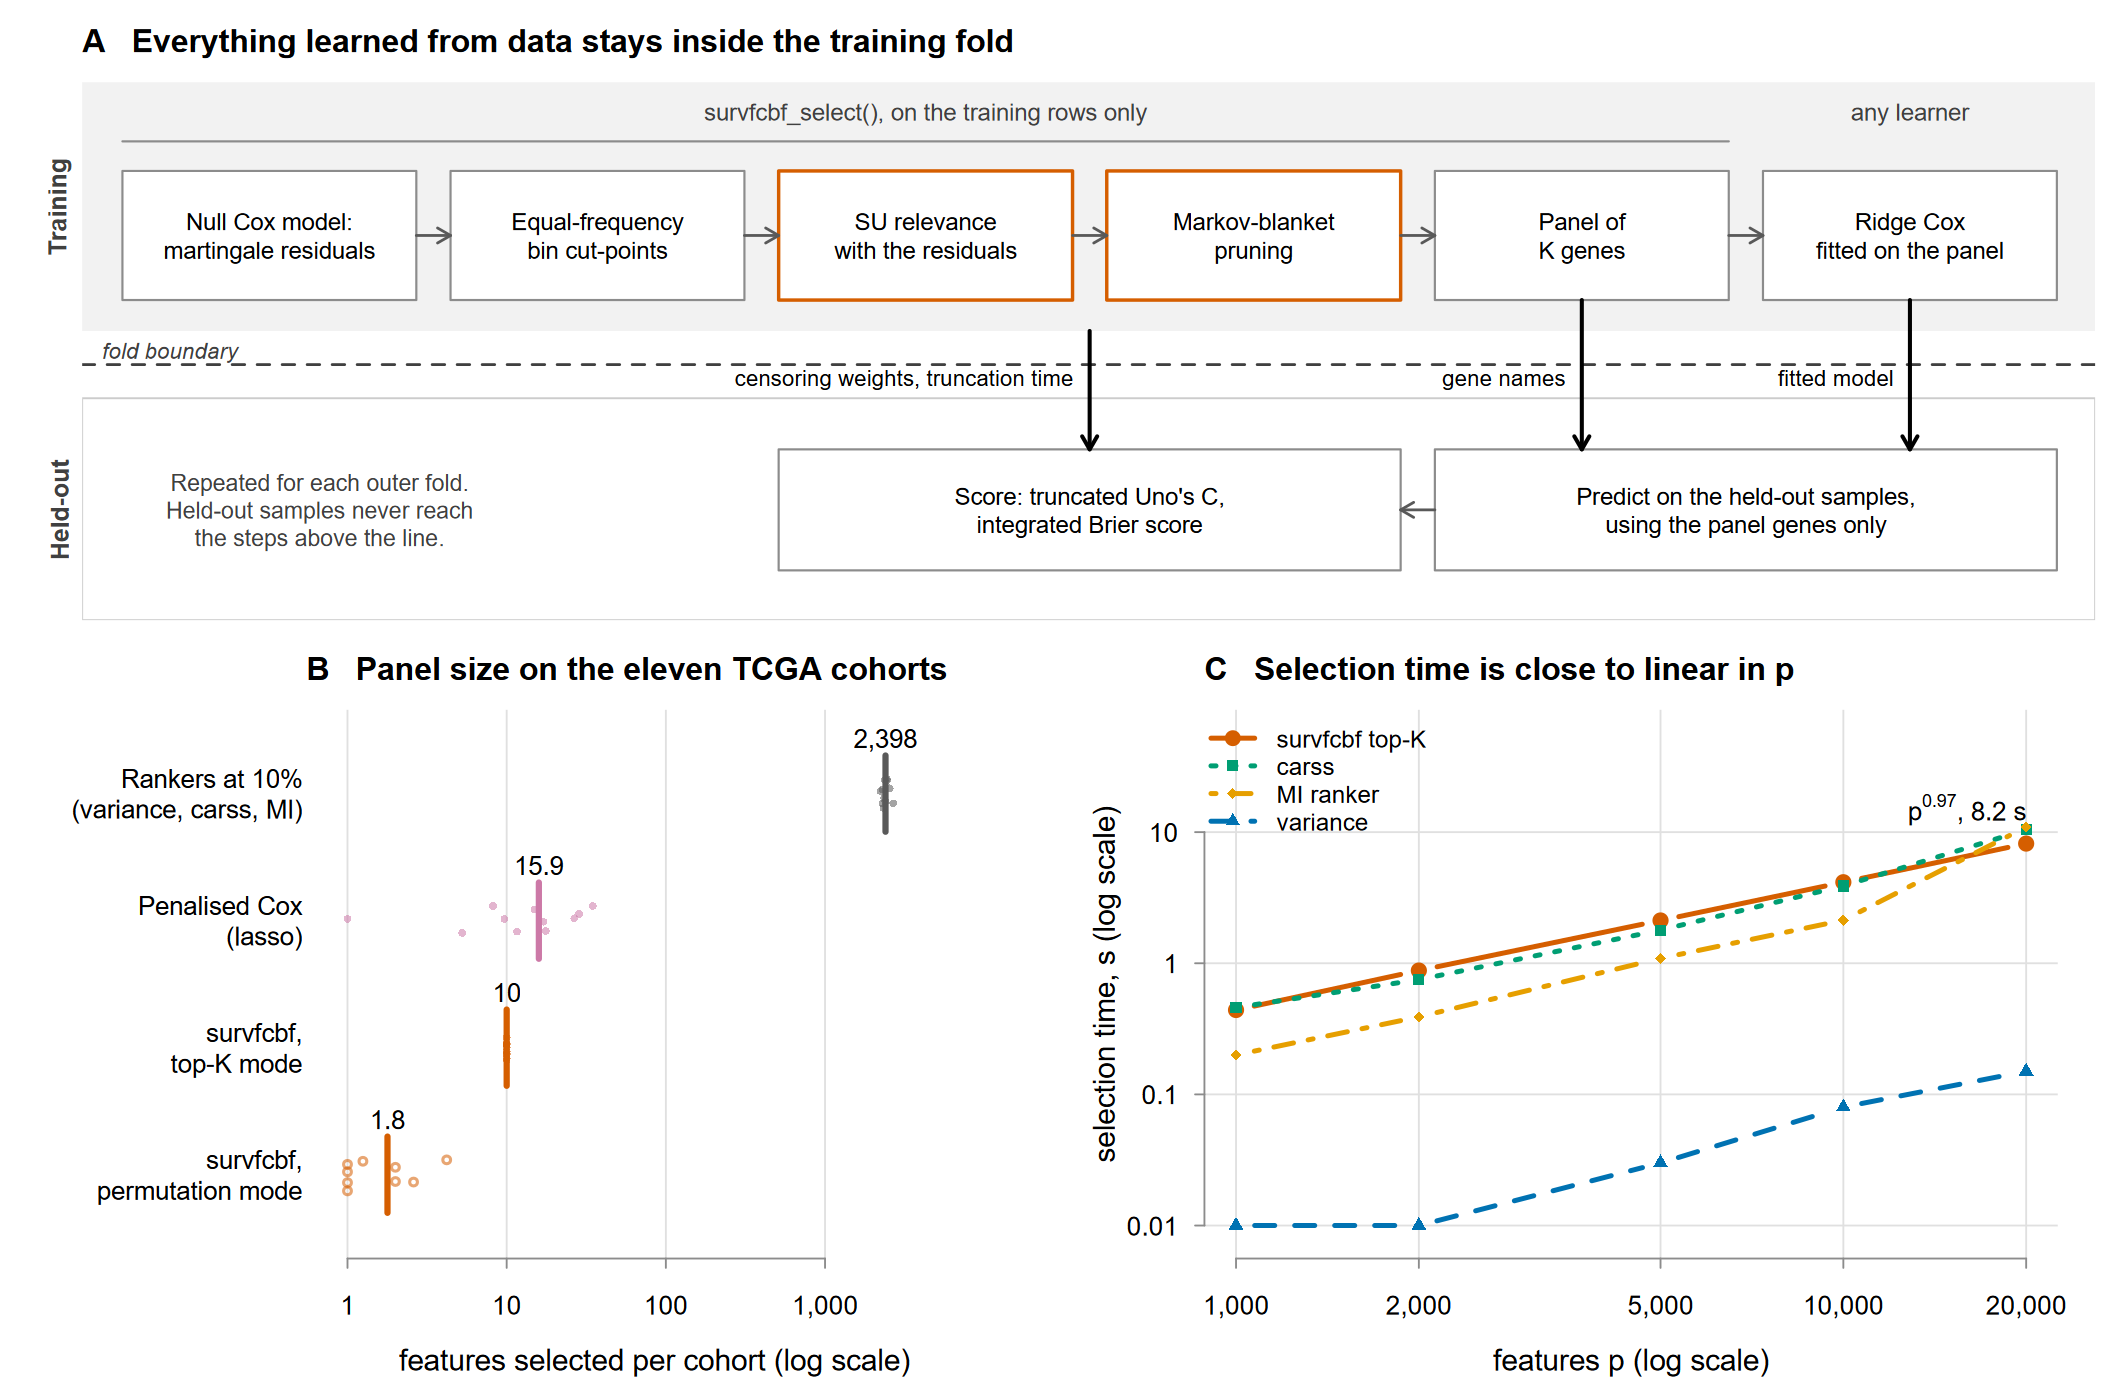 A Everything learned from data stays inside the training fold
survfcbf_select(), on the training rows only
any learner
Training
Null Cox model:
martingale residuals
Equal-frequency
bin cut-points
SU relevance
with the residuals
Markov-blanket
pruning
Panel of
K genes
Ridge Cox
fitted on the panel
fold boundary
censoring weights, truncation time
gene names
fitted model
Held-out
Repeated for each outer fold.
Held-out samples never reach
the steps above the line.
Score: truncated Uno's C,
integrated Brier score
Predict on the held-out samples,
using the panel genes only
B Panel size on the eleven TCGA cohorts
2,398
Rankers at 10%
(variance, carss, MI)
15.9
Penalised Cox
(lasso)
10
survfcbf,
top-K mode
1.8
survfcbf,
permutation mode
1 10 100 1,000
features selected per cohort (log scale)
C Selection time is close to linear in p
survfcbf top-K
carss
MI ranker
variance
p^0.97, 8.2 s
selection time, s (log scale)
10
1
0.1
0.01
1,000 2,000 5,000 10,000 20,000
features p (log scale)